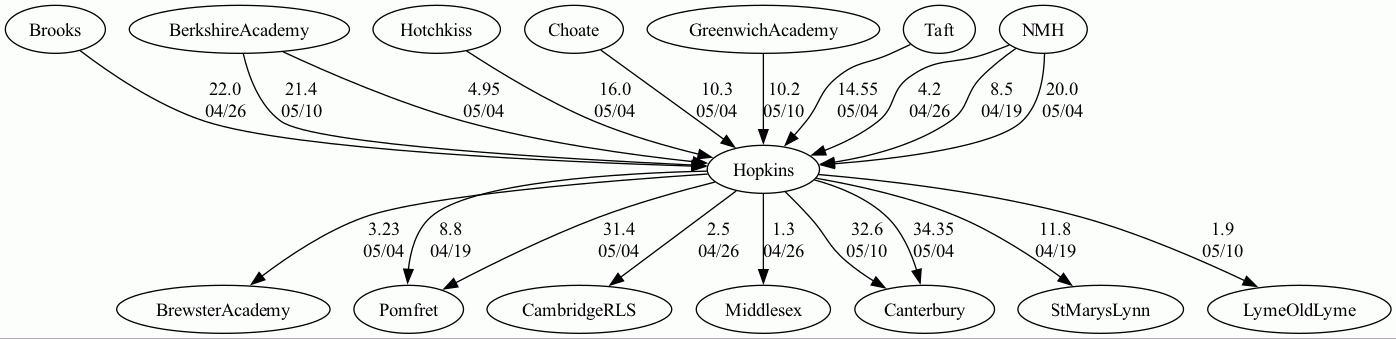 Brooks
BerkshireAcademy
Hotchkiss
Choate
GreenwichAcademy
Taft
NMH
22.0
04/26
21.4
05/10
4.95
05/04
16.0
05/04
10.3
05/04
10.2
05/10
14.55
05/04
4.2
04/26
8.5
04/19
20.0
05/04
Hopkins
3.23
05/04
8.8
04/19
31.4
05/04
2.5
04/26
1.3
04/26
32.6
05/10
34.35
05/04
11.8
04/19
1.9
05/10
BrewsterAcademy
Pomfret
CambridgeRLS
Middlesex
Canterbury
StMarysLynn
LymeOldLyme